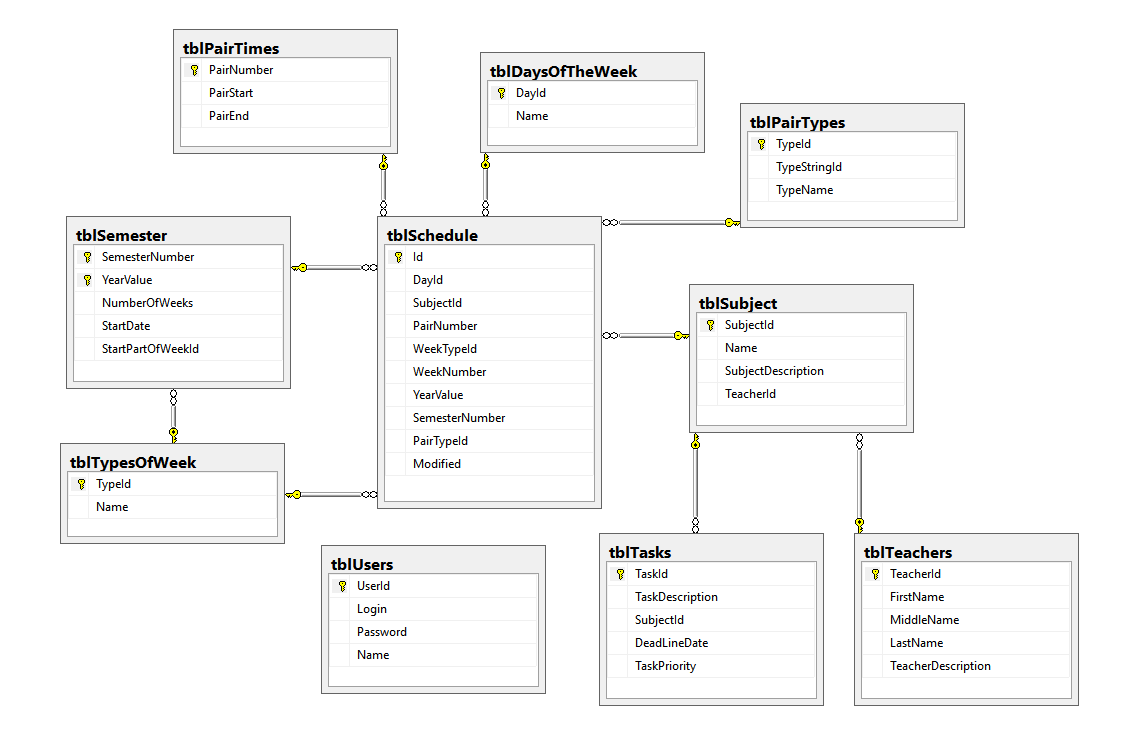 tblPairTimes
PairNumber
PairStart
PairEnd
tblDaysOfTheWeek
DayId
Name
tblPairTypes
TypeId
TypeStringId
TypeName
tblSemester
SemesterNumber
YearValue
NumberOfWeeks
StartDate
StartPartOfWeekId
tblSchedule
Id
DayId
SubjectId
PairNumber
WeekTypeId
WeekNumber
YearValue
SemesterNumber
PairTypeId
Modified
tblSubject
SubjectId
Name
SubjectDescription
TeacherId
tblTypesOfWeek
TypeId
Name
tblUsers
UserId
Login
Password
Name
tblTasks
TaskId
TaskDescription
SubjectId
DeadLineDate
TaskPriority
tblTeachers
TeacherId
FirstName
MiddleName
LastName
TeacherDescription